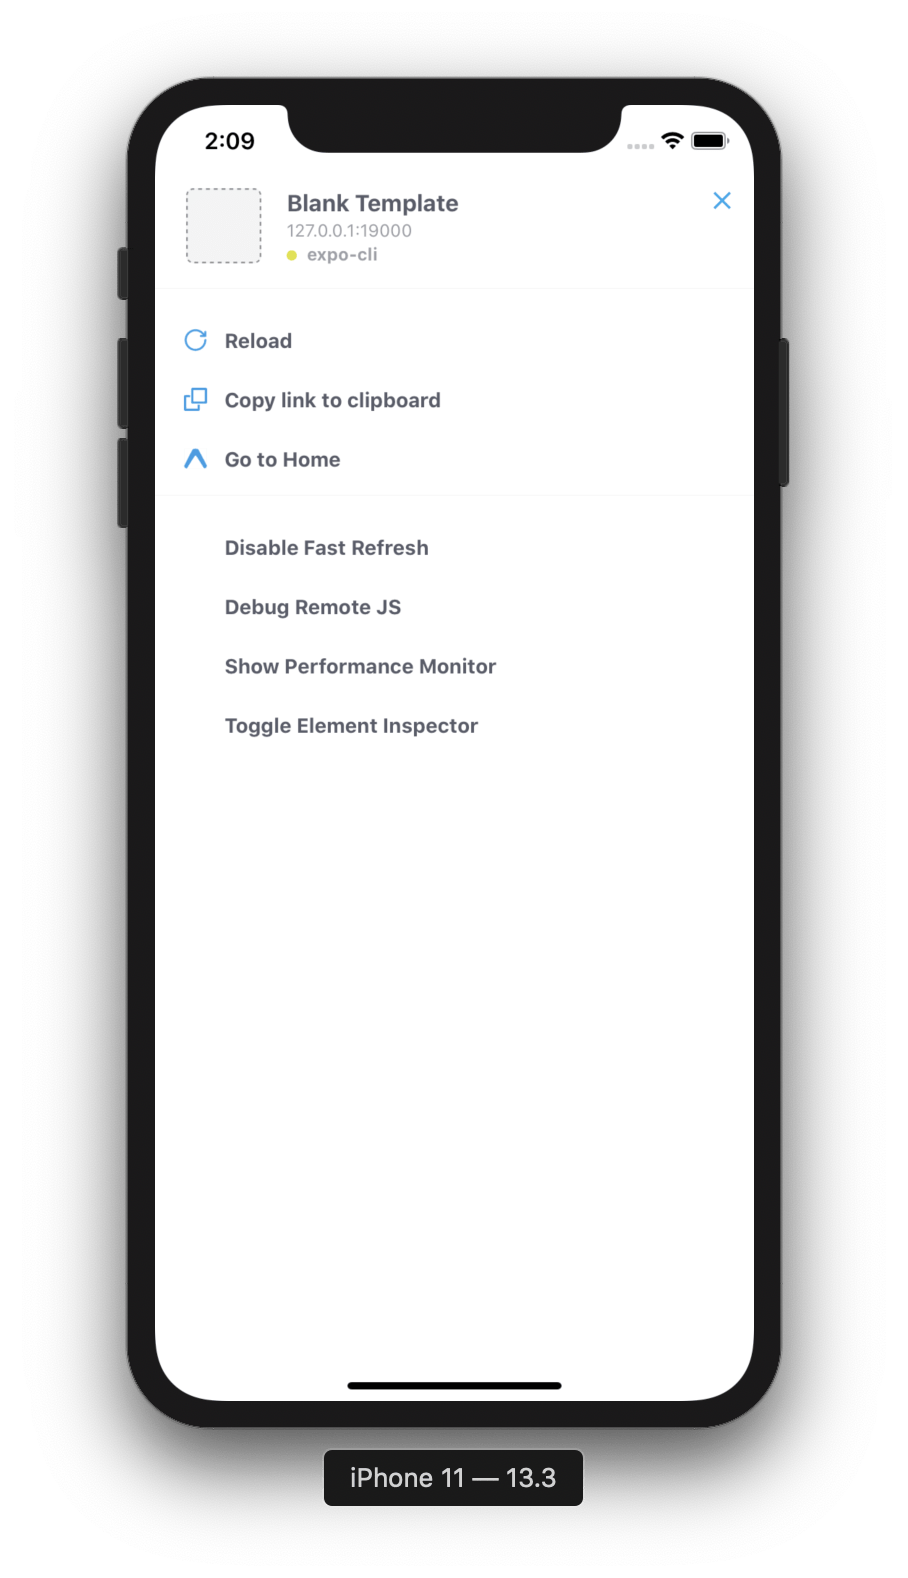 2:09
Blank Template
127.0.0.1:19000
expo-cli
Reload
Copy link to clipboard
Go to Home
Disable Fast Refresh
Debug Remote JS
Show Performance Monitor
Toggle Element Inspector
iPhone 11 — 13.3